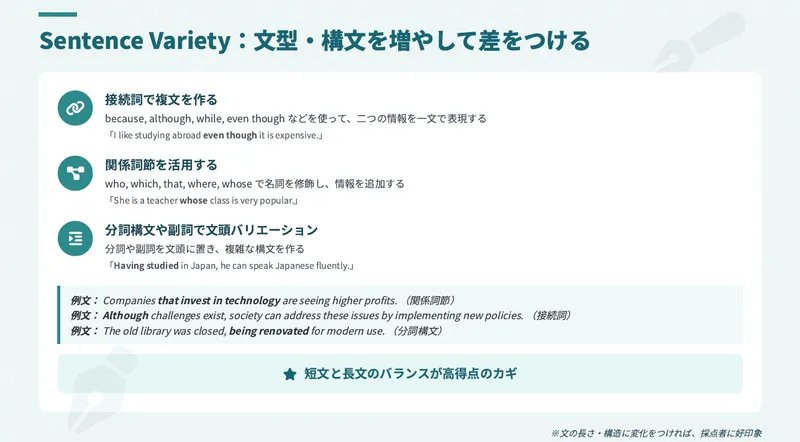 Sentence Variety：文型・構文を増やして差をつける
接続詞で複文を作る
because, although, while, even though などを使って、二つの情報を一文で表現する
「I like studying abroad even though it is expensive.」
関係詞節を活用する
who, which, that, where, whose で名詞を修飾し、情報を追加する
「She is a teacher whose class is very popular.」
分詞構文や副詞で文頭バリエーション
分詞や副詞を文頭に置き、複雑な構文を作る
「Having studied in Japan, he can speak Japanese fluently.」
例文： Companies that invest in technology are seeing higher profits. （関係詞節）
例文： Although challenges exist, society can address these issues by implementing new policies. （接続詞）
例文： The old library was closed, being renovated for modern use. （分詞構文）
短文と長文のバランスが高得点のカギ
※文の長さ・構造に変化をつければ、採点者に好印象